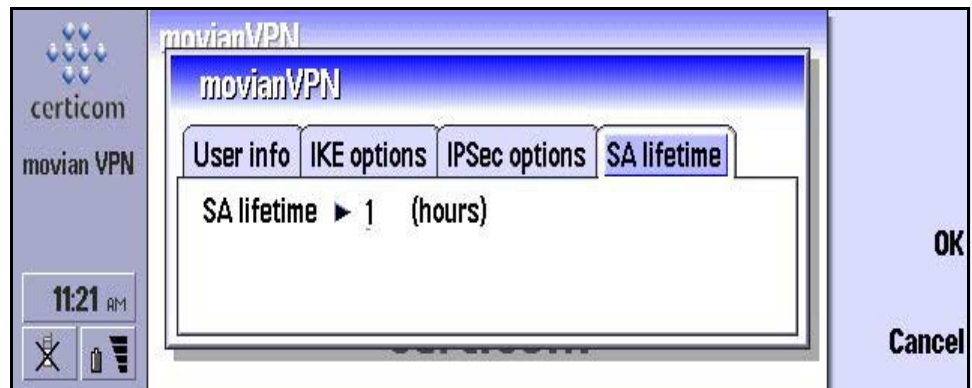 certicom
movian VPN
11:21 AM
movianVPN
movianVPN
User info IKE options IPSec options SA lifetime
SA lifetime 1 (hours)
OK
Cancel